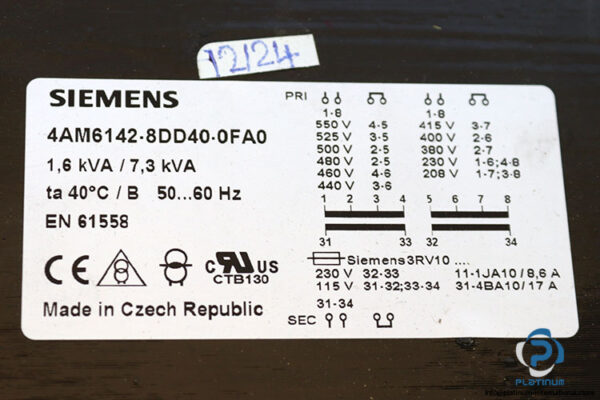 12124
SIEMENS
4AM6142-8DD40-0FA0
1,6 kVA / 7,3 kVA
ta 40°C / B 50...60 Hz
EN 61558
CE
C RU US
CTB130
Made in Czech Republic
PRI
1-8 1-8
550 V 4-5 415 V 3-7
525 V 3-5 400 V 2-6
500 V 2-5 380 V 2-7
480 V 2-5 230 V 1-6;4-8
460 V 4-6 208 V 1-7;3-8
440 V 3-6
1 2 3 4 5 6 7 8
31 33 32 34
Siemens3RV10 ....
230 V 32-33 11-1JA10/8,6 A
115 V 31-32;33-34 31-4BA10/17 A
31-34
SEC
PLATINUM